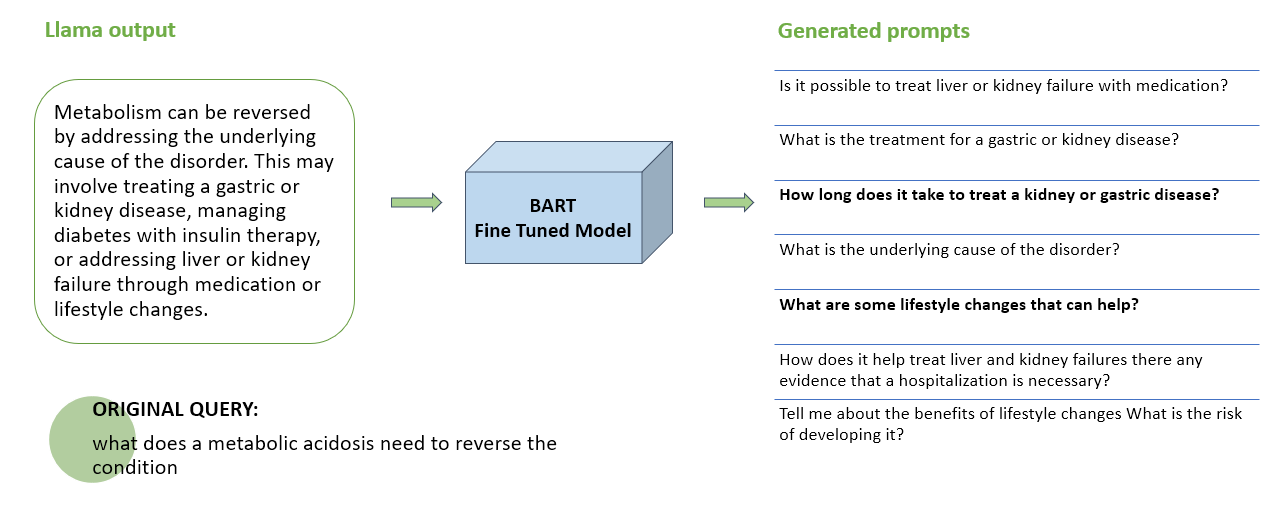 Llama output
Metabolism can be reversed
by addressing the underlying
cause of the disorder. This may
involve treating a gastric or
kidney disease, managing
diabetes with insulin therapy,
or addressing liver or kidney
failure through medication or
lifestyle changes.
ORIGINAL QUERY:
what does a metabolic acidosis need to reverse the
condition
BART
Fine Tuned Model
Generated prompts
Is it possible to treat liver or kidney failure with medication?
What is the treatment for a gastric or kidney disease?
How long does it take to treat a kidney or gastric disease?
What is the underlying cause of the disorder?
What are some lifestyle changes that can help?
How does it help treat liver and kidney failures there any
evidence that a hospitalization is necessary?
Tell me about the benefits of lifestyle changes What is the risk
of developing it?